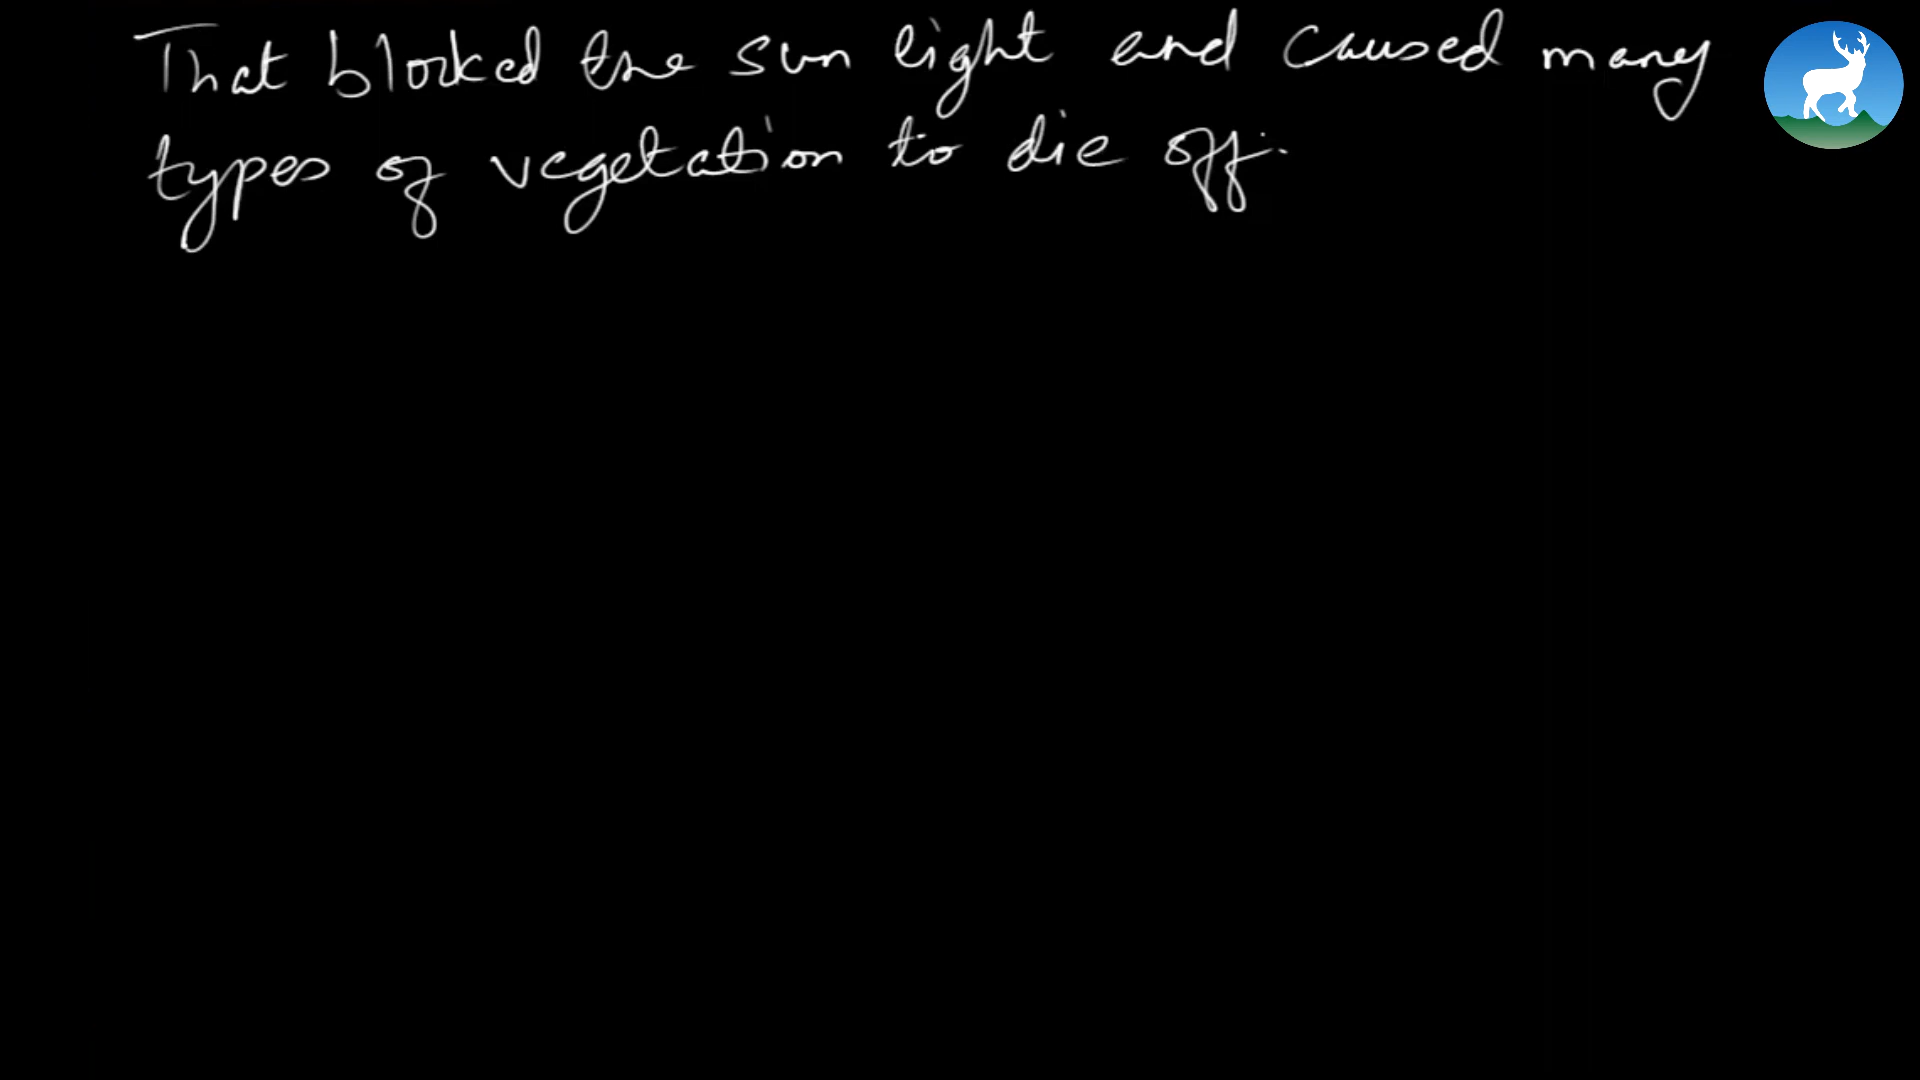 That blocked the sun light and caused many
types of vegetation to die off.